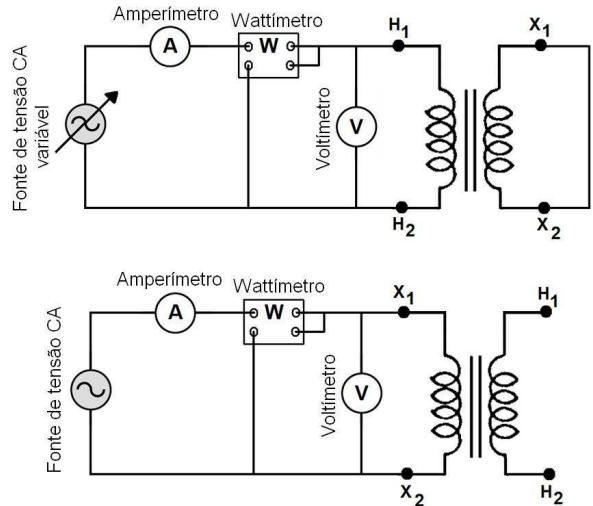 Amperímetro
Wattímetro
A
W
H1
X1
Fonte de tensão CA
variável
Voltímetro
V
H2
X2
Amperímetro
Wattímetro
A
W
X1
H1
Fonte de tensão CA
Voltímetro
V
X2
H2